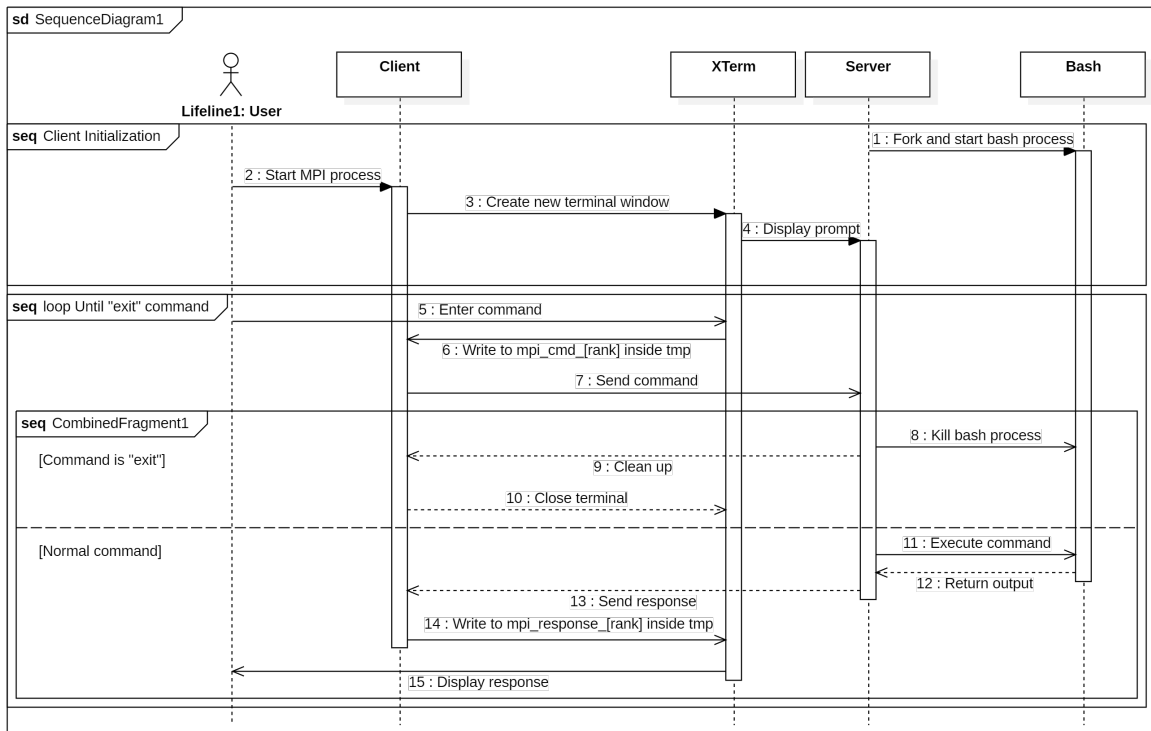 sd SequenceDiagram1
Lifeline1: User
Client
XTerm
Server
Bash
seq Client Initialization
1 : Fork and start bash process
2 : Start MPI process
3 : Create new terminal window
4 : Display prompt
seq loop Until "exit" command
5 : Enter command
6 : Write to mpi_cmd_[rank] inside tmp
7 : Send command
seq CombinedFragment1
[Command is "exit"]
8 : Kill bash process
9 : Clean up
10 : Close terminal
[Normal command]
11 : Execute command
12 : Return output
13 : Send response
14 : Write to mpi_response_[rank] inside tmp
15 : Display response